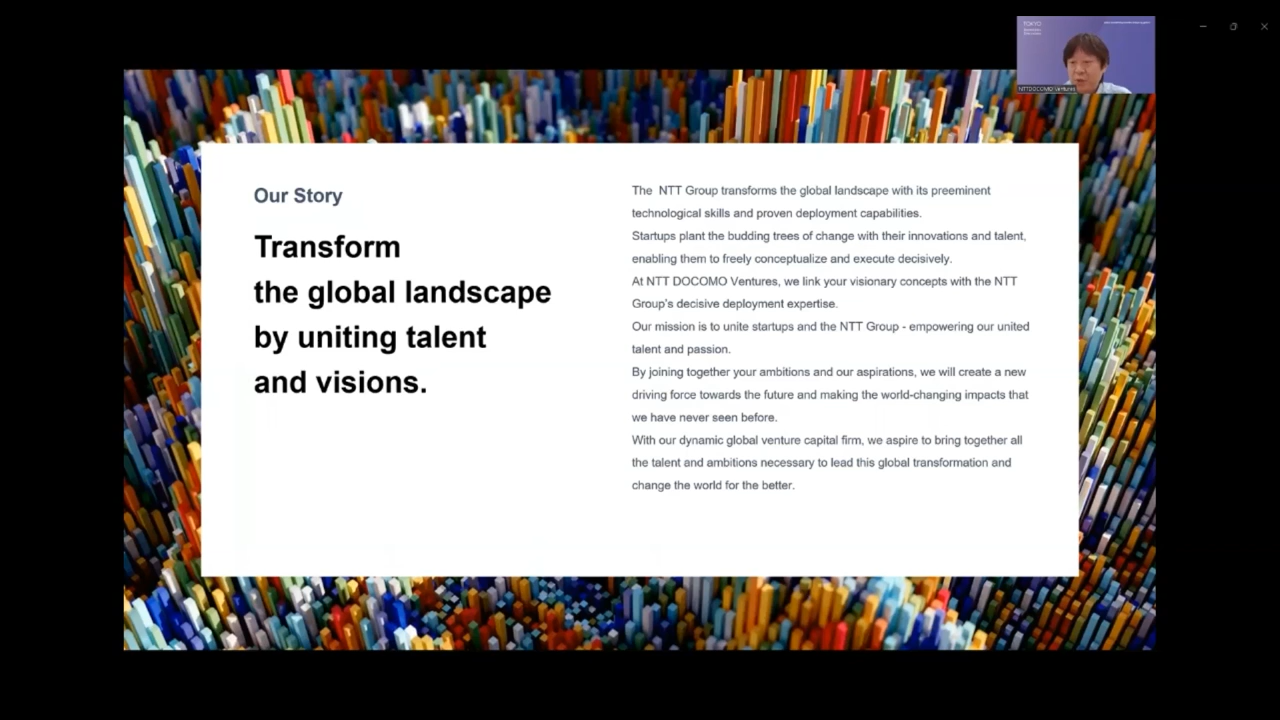 TOKYO
NTTDOCOMO Ventures
Our Story
Transform
the global landscape
by uniting talent
and visions.
The NTT Group transforms the global landscape with its preeminent
technological skills and proven deployment capabilities.
Startups plant the budding trees of change with their innovations and talent,
enabling them to freely conceptualize and execute decisively.
At NTT DOCOMO Ventures, we link your visionary concepts with the NTT
Group's decisive deployment expertise.
Our mission is to unite startups and the NTT Group - empowering our united
talent and passion.
By joining together your ambitions and our aspirations, we will create a new
driving force towards the future and making the world-changing impacts that
we have never seen before.
With our dynamic global venture capital firm, we aspire to bring together all
the talent and ambitions necessary to lead this global transformation and
change the world for the better.